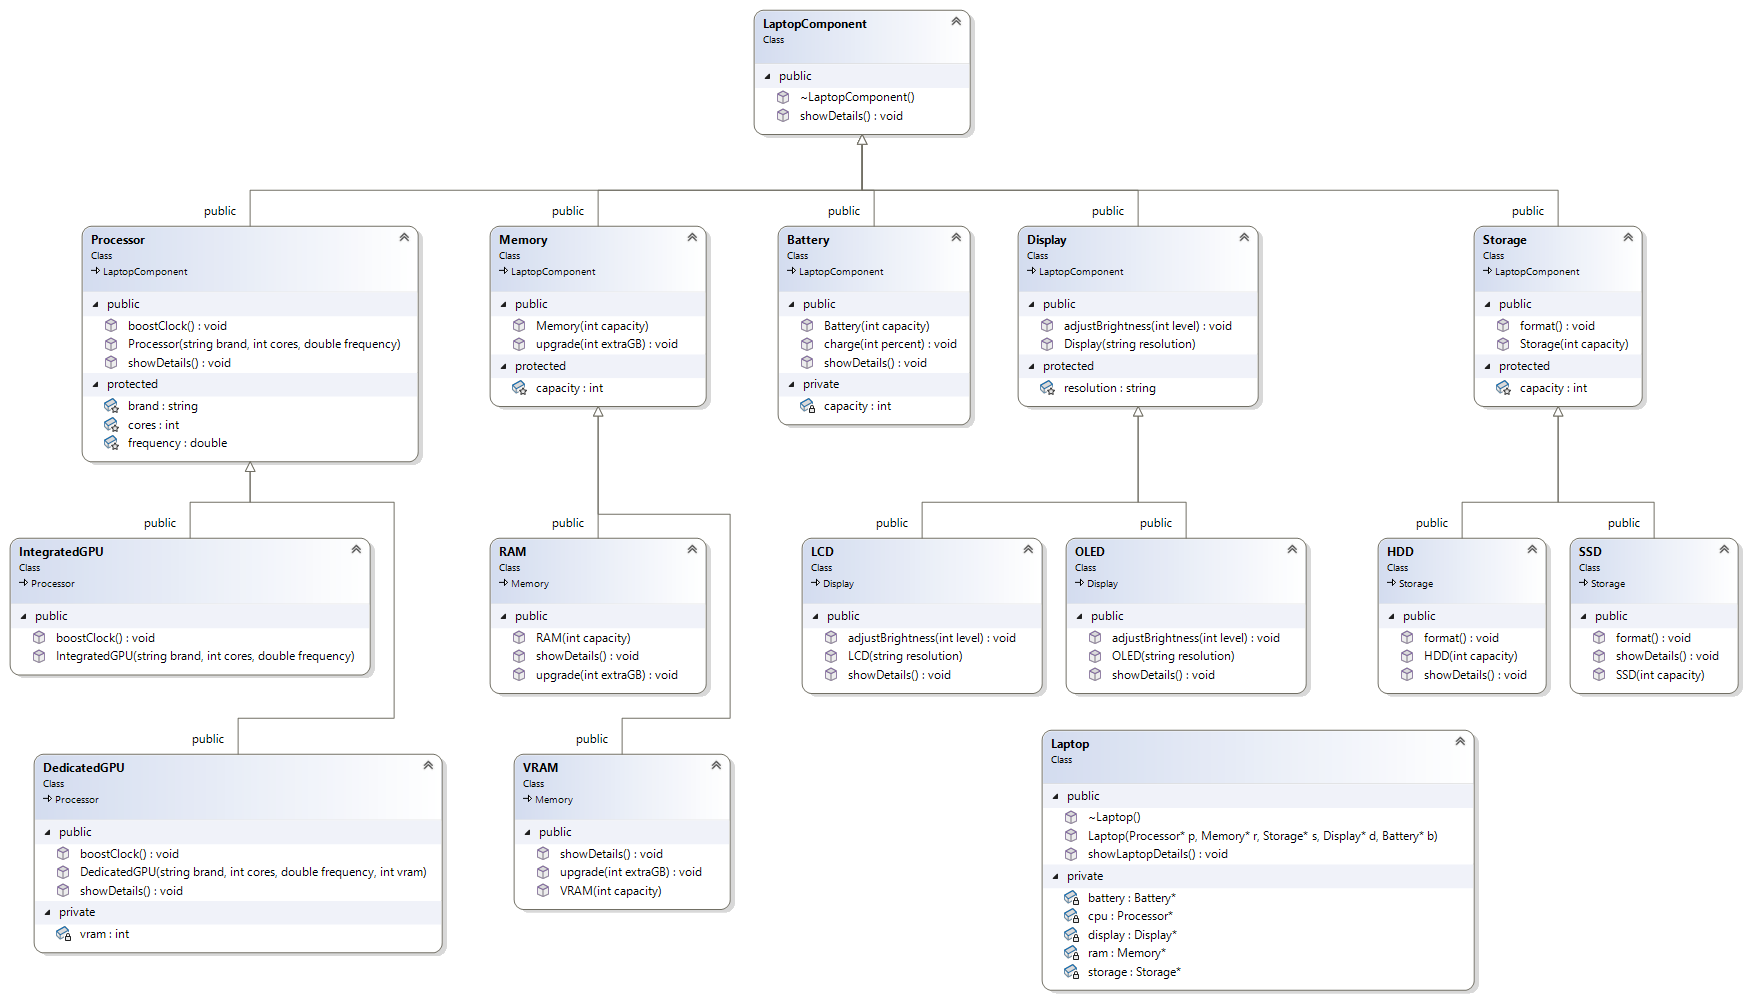 LaptopComponent
Class
public
~LaptopComponent()
showDetails() : void
public
public
public
public
public
Processor
Class
LaptopComponent
public
boostClock() : void
Processor(string brand, int cores, double frequency)
showDetails() : void
protected
brand : string
cores : int
frequency : double
Memory
Class
LaptopComponent
public
Memory(int capacity)
upgrade(int extraGB) : void
protected
capacity : int
Battery
Class
LaptopComponent
public
Battery(int capacity)
charge(int percent) : void
showDetails() : void
private
capacity : int
Display
Class
LaptopComponent
public
adjustBrightness(int level) : void
Display(string resolution)
protected
resolution : string
Storage
Class
LaptopComponent
public
format() : void
Storage(int capacity)
protected
capacity : int
public
public
public
public
public
public
IntegratedGPU
Class
Processor
public
boostClock() : void
IntegratedGPU(string brand, int cores, double frequency)
RAM
Class
Memory
public
RAM(int capacity)
showDetails() : void
upgrade(int extraGB) : void
LCD
Class
Display
public
adjustBrightness(int level) : void
LCD(string resolution)
showDetails() : void
OLED
Class
Display
public
adjustBrightness(int level) : void
OLED(string resolution)
showDetails() : void
HDD
Class
Storage
public
format() : void
HDD(int capacity)
showDetails() : void
SSD
Class
Storage
public
format() : void
showDetails() : void
SSD(int capacity)
public
public
DedicatedGPU
Class
Processor
public
boostClock() : void
DedicatedGPU(string brand, int cores, double frequency, int vram)
showDetails() : void
private
vram : int
VRAM
Class
Memory
public
showDetails() : void
upgrade(int extraGB) : void
VRAM(int capacity)
Laptop
Class
public
~Laptop()
Laptop(Processor* p, Memory* r, Storage* s, Display* d, Battery* b)
showLaptopDetails() : void
private
battery : Battery*
cpu : Processor*
display : Display*
ram : Memory*
storage : Storage*